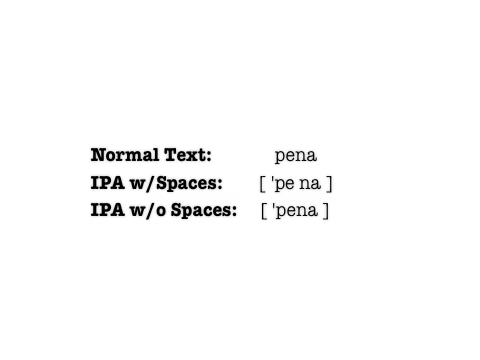 Normal Text: pena
IPA w/Spaces: [ 'pe na ]
IPA w/o Spaces: [ 'pena ]